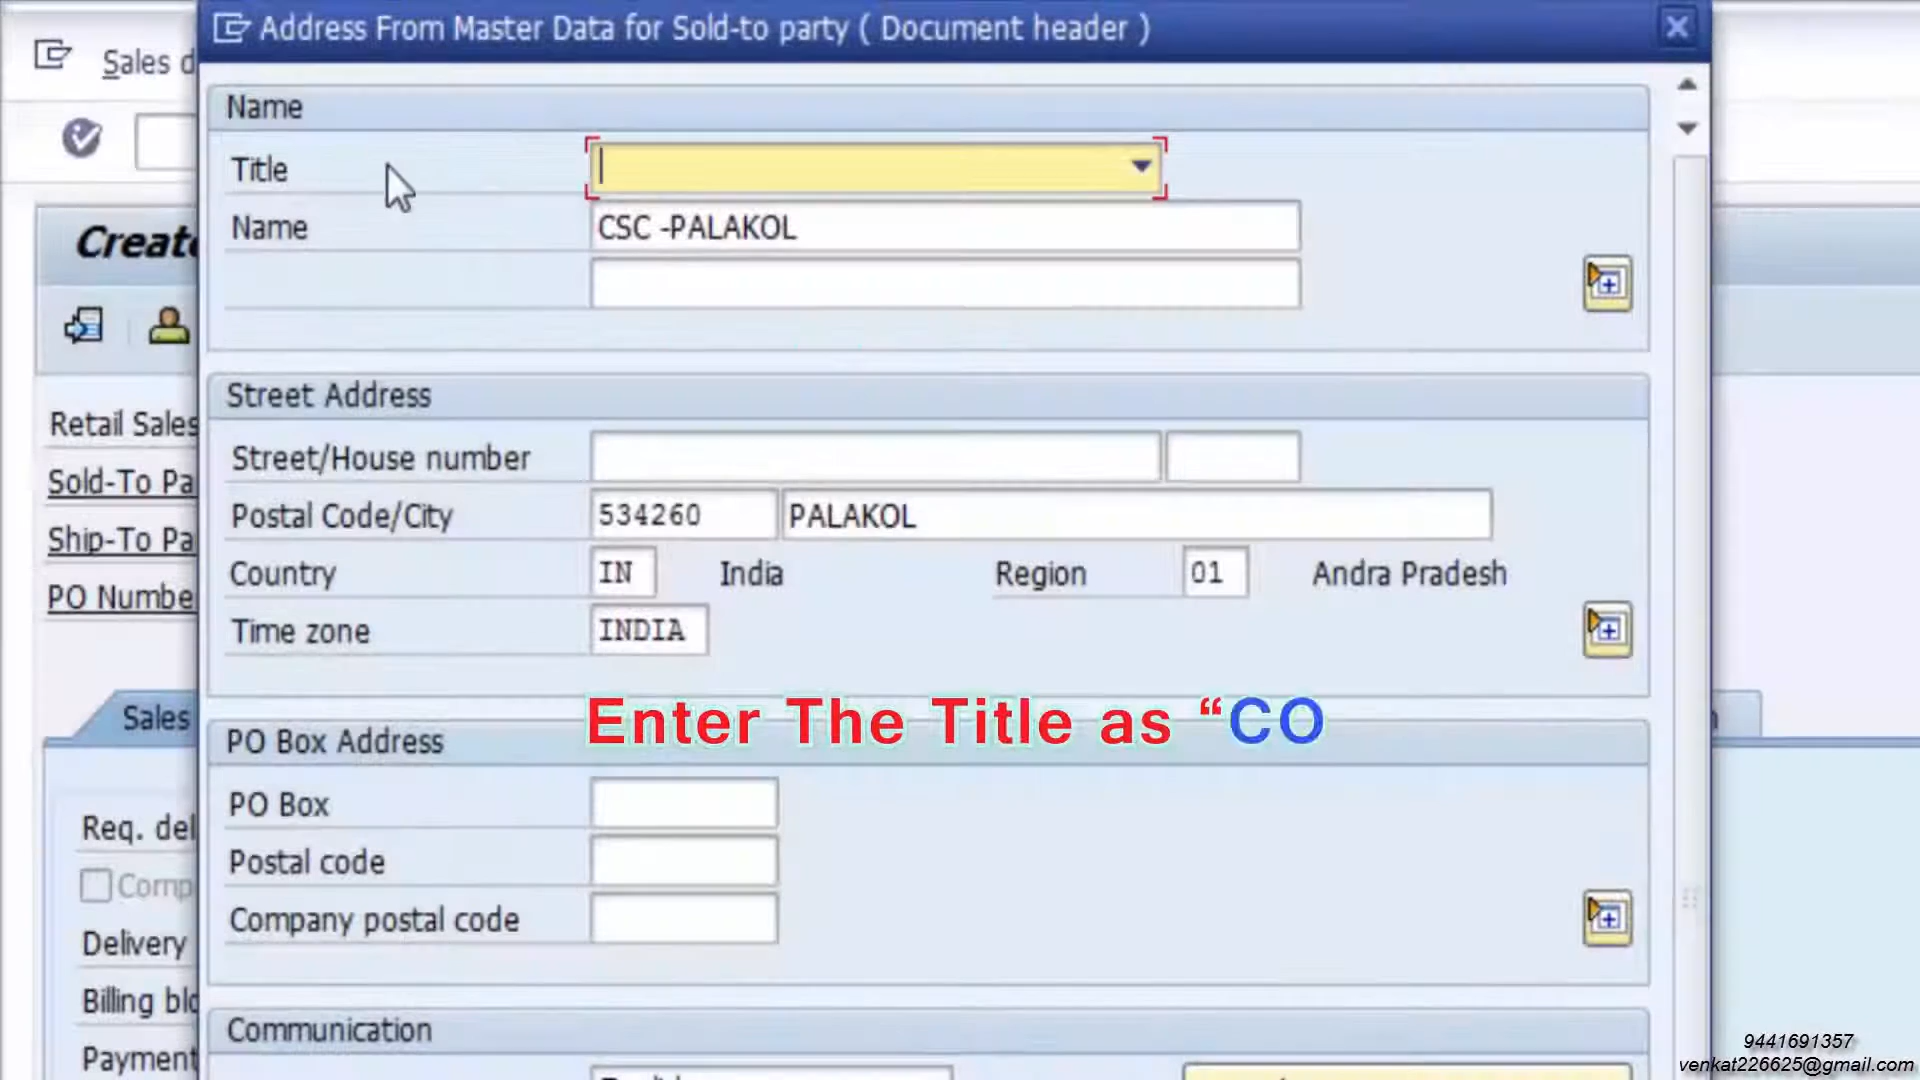 Address From Master Data for Sold-to party ( Document header )
Sales d
Name
Title
Name CSC -PALAKOL
Create
Street Address
Retail Sales
Street/House number
Sold-To Pa
Postal Code/City 534260 PALAKOL
Ship-To Pa
Country IN India Region 01 Andra Pradesh
PO Numbe
Time zone INDIA
Enter The Title as “CO
Sales
PO Box Address
PO Box
Req. del
Postal code
Comp
Company postal code
Delivery
Billing blo
Communication
Payment
9441691357
venkat226625@gmail.com